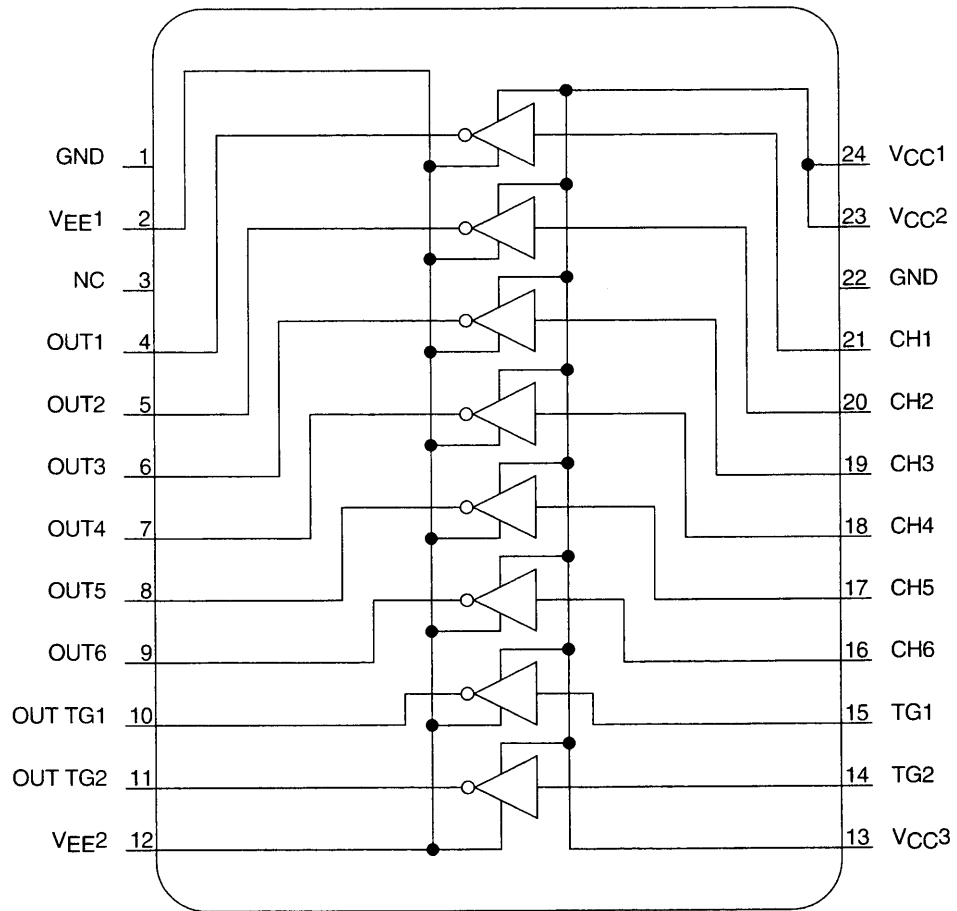 GND 1
VEE1 2
NC 3
OUT1 4
OUT2 5
OUT3 6
OUT4 7
OUT5 8
OUT6 9
OUT TG1 10
OUT TG2 11
VEE2 12
24 VCC1
23 VCC2
22 GND
21 CH1
20 CH2
19 CH3
18 CH4
17 CH5
16 CH6
15 TG1
14 TG2
13 VCC3